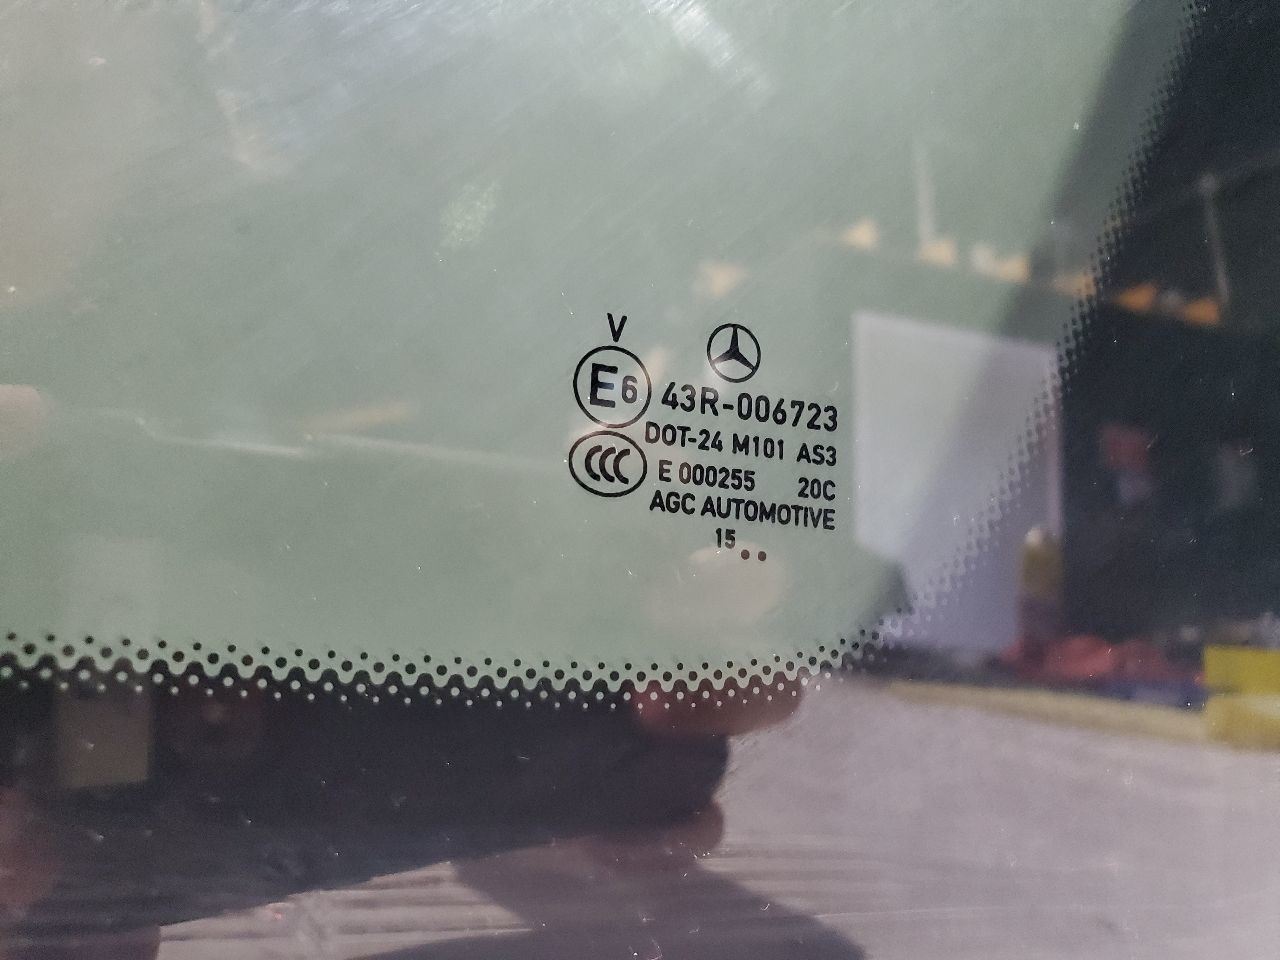 V
E6 43R-006723
DOT-24 M101 AS3
CCC E 000255 20C
AGC AUTOMOTIVE
15..